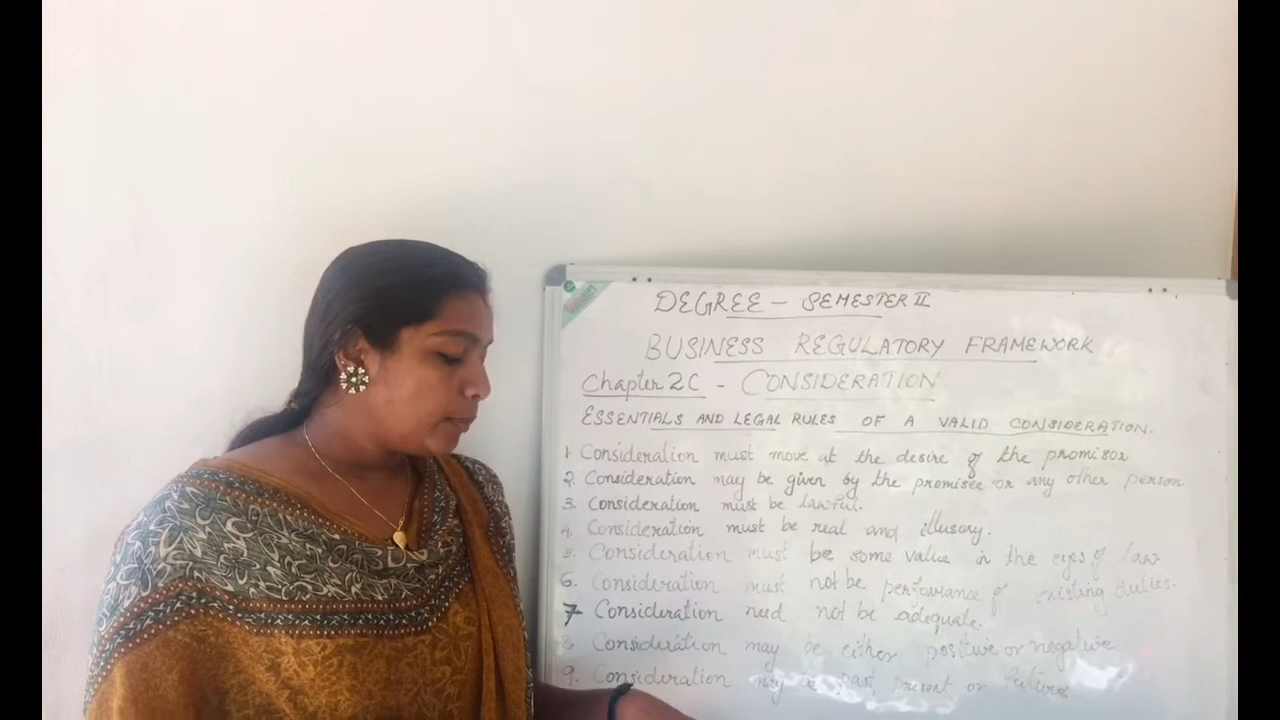 DEGREE - SEMESTER II
BUSINESS REGULATORY FRAMEWORK
Chapter 2C - CONSIDERATION
ESSENTIALS AND LEGAL RULES OF A VALID CONSIDERATION.
1. Consideration must move at the desire of the promisor
2. Consideration may be given by the promisee or any other person.
3. Consideration must be lawful.
4. Consideration must be real and illusory.
5. Consideration must be some value in the eyes of law
6. Consideration must not be performance of existing duties.
7 Consideration need not be adequate.
8. Consideration may be either positive or negative
9. Consideration may be past, present or future